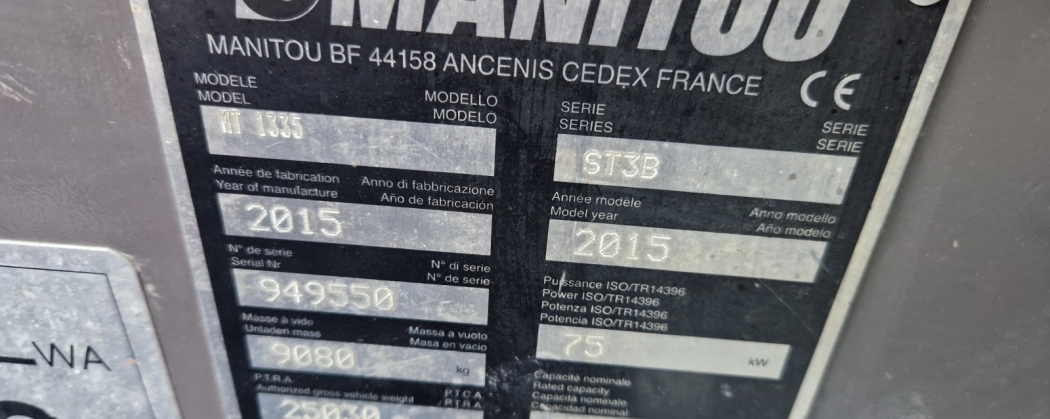 MANITOU
MANITOU BF 44158 ANCENIS CEDEX FRANCE CE
MODELE
MODEL
MODELLO
MODELO
MT 1335
SERIE
SERIES
SERIE
SERIE
ST3B
Année de fabrication
Year of manufacture
Anno di fabbricazione
Año de fabricación
2015
Année modèle
Model year
Anno modello
Año modelo
2015
N° de série
Serial Nr
N° di serie
N° de serie
949550
Puissance ISO/TR14396
Power ISO/TR14396
Potenza ISO/TR14396
Potencia ISO/TR14396
75 kW
Masse à vide
Unladen mass
Massa a vuoto
Masa en vacio
9080 kg
P.T.R.A.
Authorized gross vehicle weight
P.T.C.A.
P.T.R.A.
25030
Capacité nominale
Rated capacity
Capacità nominale
Capacidad nominal
WA